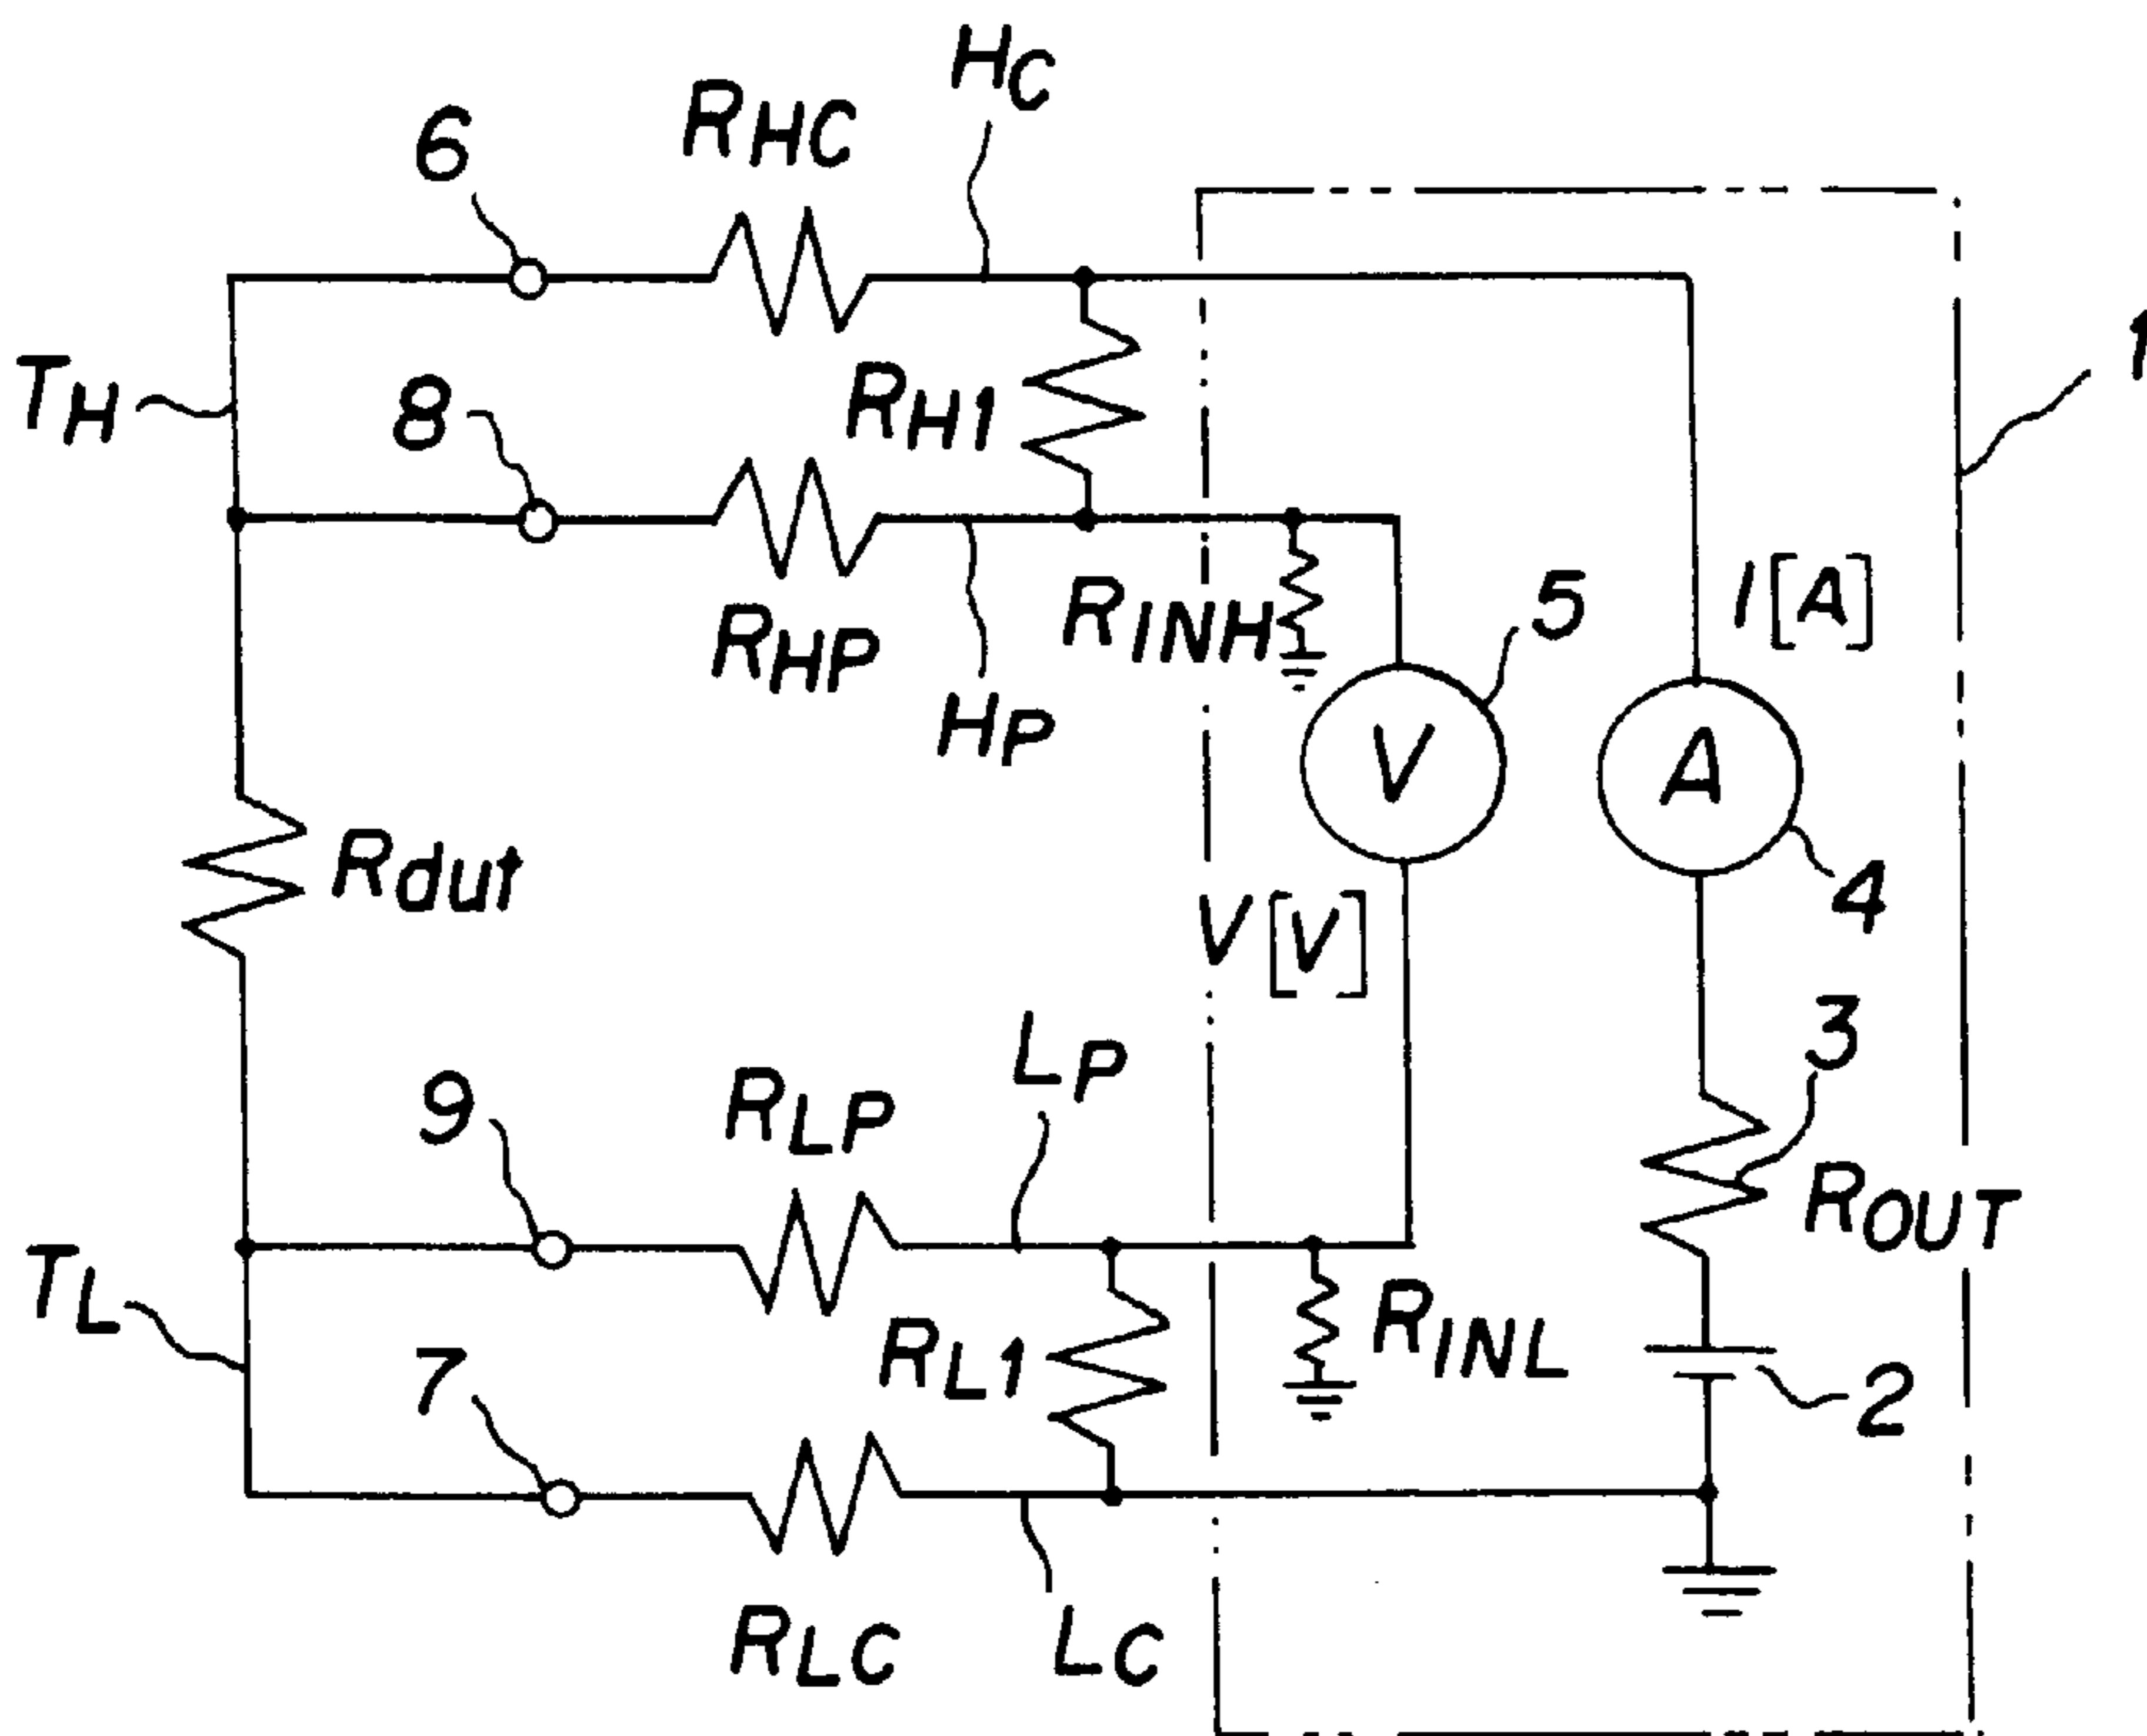 HC
RHC
6
1
TH
8
RH1
RHP
RINH
5
I[A]
HP
V
A
Rdut
4
V[V]
3
LP
RLP
9
ROUT
TL
RL1
RINL
7
2
RLC
LC